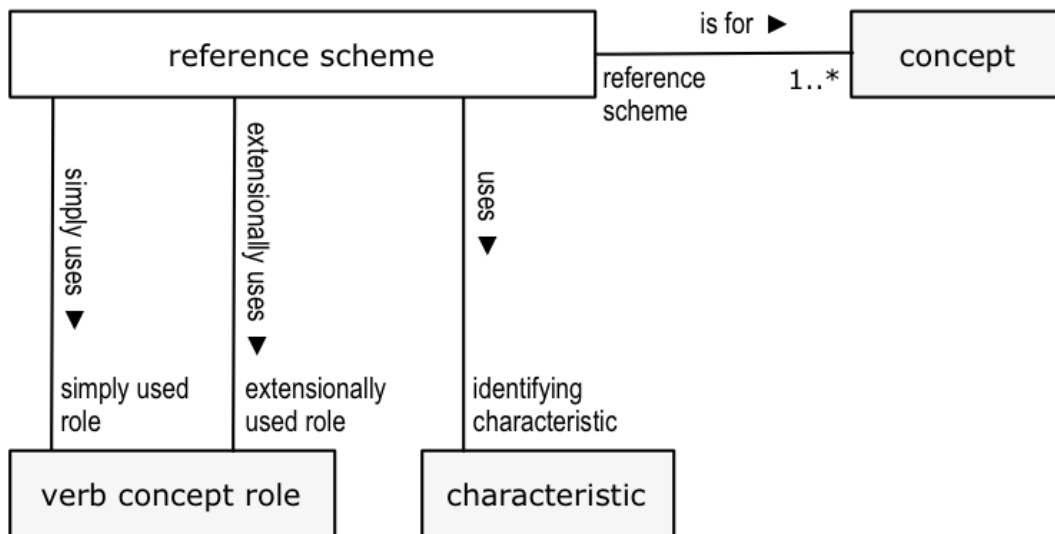 reference scheme
is for ►
concept
reference
scheme
1..*
simply uses ►
extensionally uses ►
uses ►
simply used
role
extensionally
used role
identifying
characteristic
verb concept role
characteristic